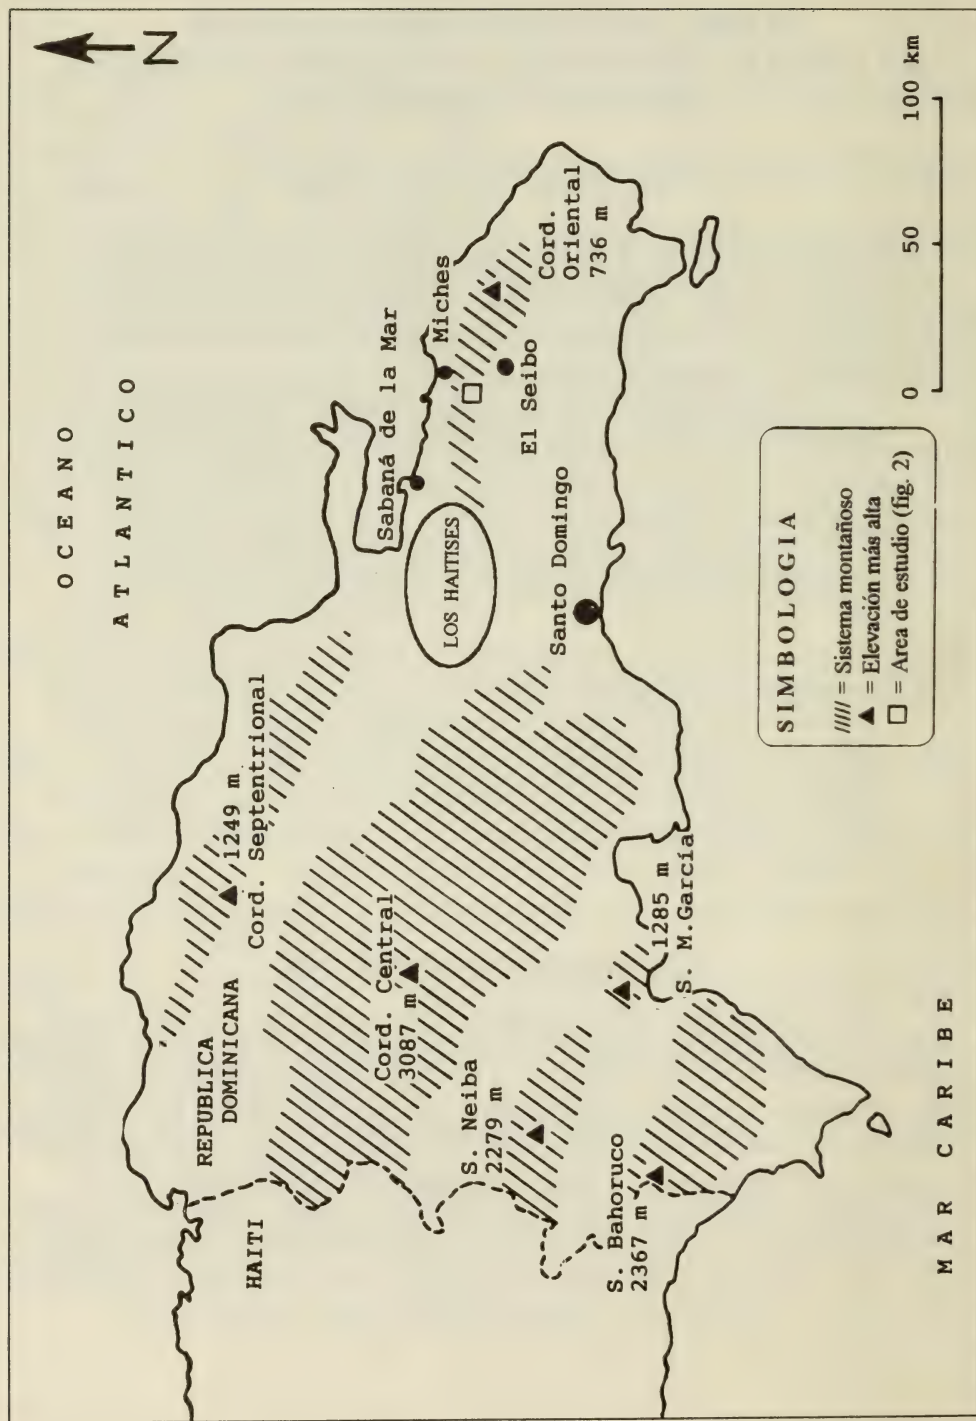 N
OCEANO
ATLANTICO
1249 m
Cord. Septentrional
REPUBLICA
DOMINICANA
HAITI
Cord. Central
3087 m
S. Neiba
2279 m
S. Bahoruco
2367 m
1285 m
S. M.García
Sabaná de la Mar
Miches
LOS HAITISES
El Seibo
Cord.
Oriental
736 m
Santo Domingo
MAR CARIBE
SIMBOLOGIA
///// = Sistema montañoso
▲ = Elevación más alta
□ = Area de estudio (fig. 2)
0 50 100 km